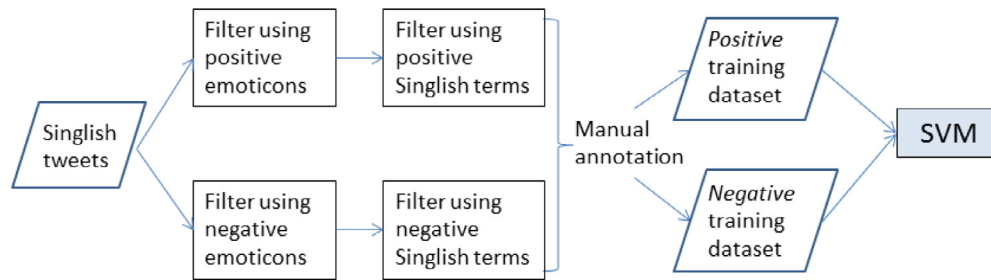 Singlish
tweets
Filter using
positive
emoticons
Filter using
positive
Singlish terms
Filter using
negative
emoticons
Filter using
negative
Singlish terms
Manual
annotation
Positive
training
dataset
Negative
training
dataset
SVM